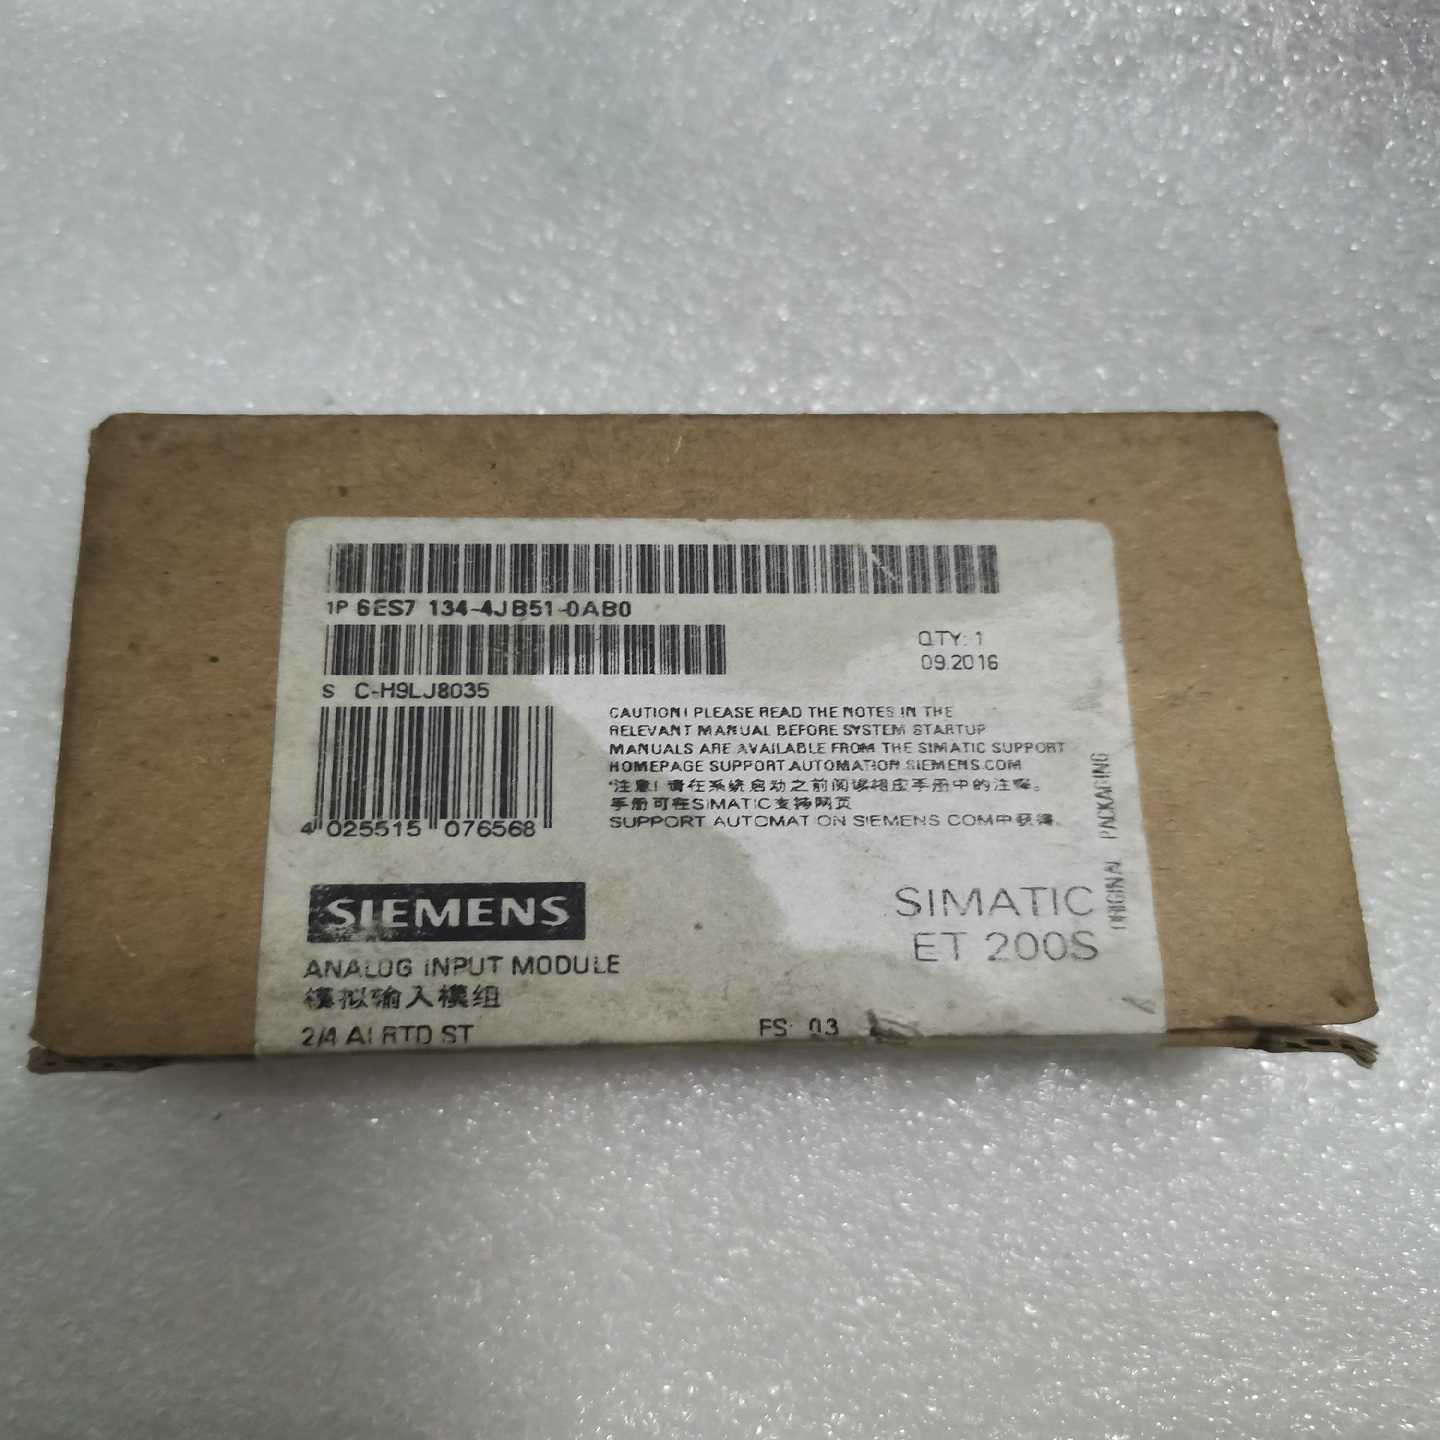 1P 6ES7 134-4JB51-0AB0
QTY: 1
09.2016
S C-H9LJ8035
4 025515 076568
CAUTION! PLEASE READ THE NOTES IN THE
RELEVANT MANUAL BEFORE SYSTEM STARTUP
MANUALS ARE AVAILABLE FROM THE SIMATIC SUPPORT
HOMEPAGE SUPPORT.AUTOMATION.SIEMENS.COM
注意! 请在系统启动之前阅读相应手册中的注释。
手册可在SIMATIC支持网页
SUPPORT AUTOMATION SIEMENS COM中获得。
ORIGINAL PACKAGING
SIEMENS
SIMATIC
ET 200S
ANALOG INPUT MODULE
模拟输入模组
2/4 AI RTD ST
FS: 03